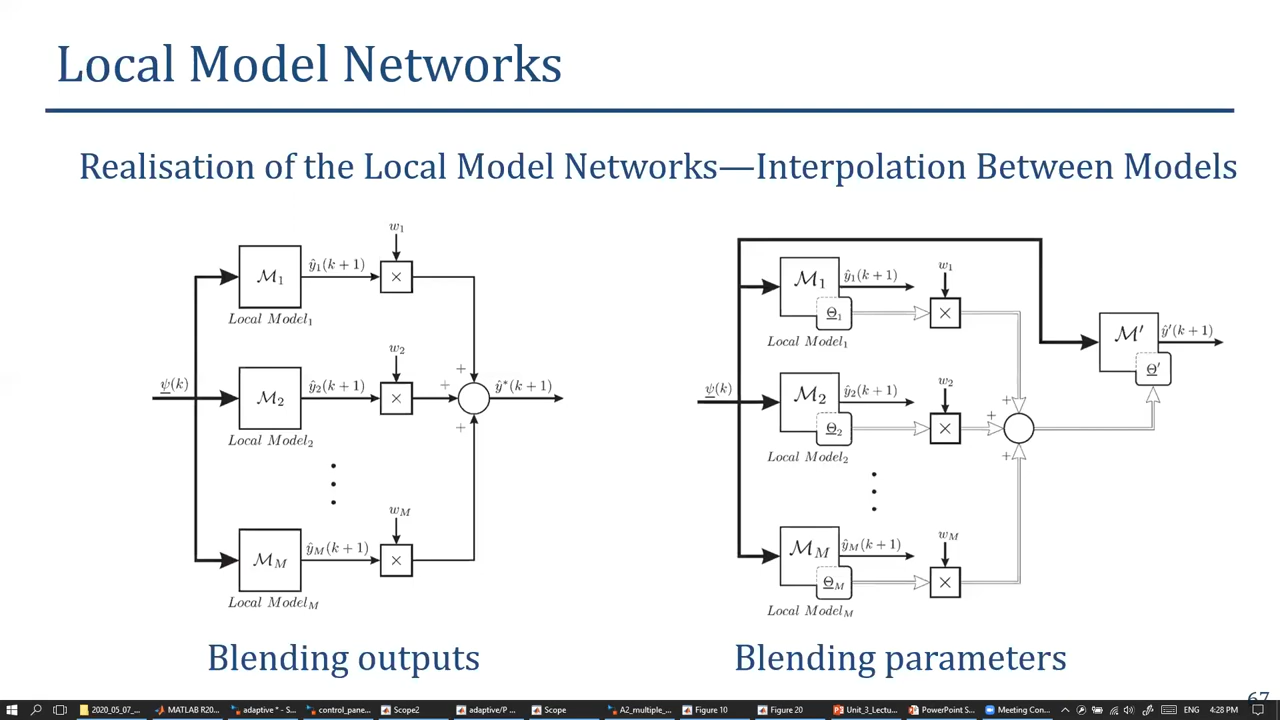 Local Model Networks
Realisation of the Local Model Networks—Interpolation Between Models
w₁
M₁
ŷ₁(k+1)
×
Local Model₁
w₂
ψ(k)
M₂
ŷ₂(k+1)
×
+
+
+
ŷ*(k+1)
Local Model₂
w_M
M_M
ŷ_M(k+1)
×
Local Model_M
Blending outputs
M₁
ŷ₁(k+1)
w₁
Θ₁
×
Local Model₁
M′
ŷ′(k+1)
Θ′
ψ(k)
M₂
ŷ₂(k+1)
w₂
Θ₂
×
+
+
+
Local Model₂
M_M
ŷ_M(k+1)
w_M
Θ_M
×
Local Model_M
Blending parameters
67
2020_05_07_... MATLAB R20... adaptive * - S... control_pane... Scope2 adaptive/P ... Scope A2_multiple_... Figure 10 Figure 20 Unit_3_Lectu... PowerPoint S... Meeting Con... ENG 4:28 PM